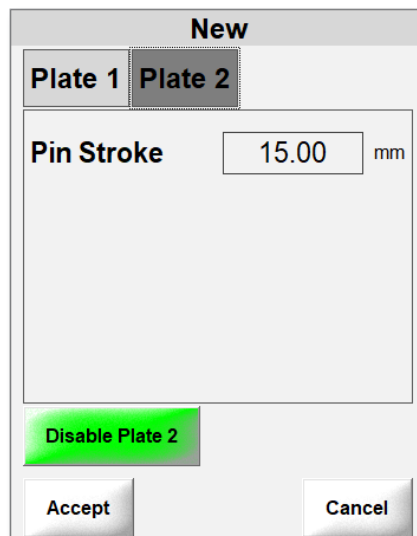 New
Plate 1 Plate 2
Pin Stroke 15.00 mm
Disable Plate 2
Accept Cancel